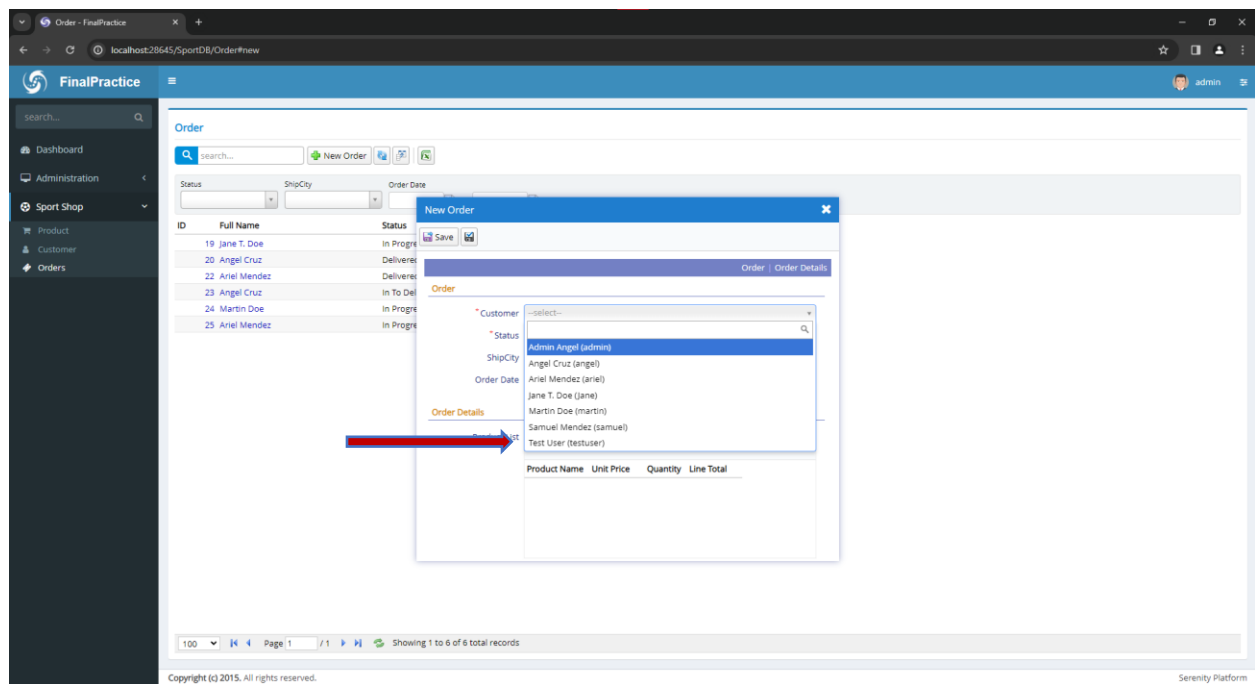 Order - FinalPractice
localhost:28645/SportDB/Order#new
FinalPractice
admin
search...
Dashboard
Administration
Sport Shop
Product
Customer
Orders
Order
search...
New Order
Status ShipCity Order Date
ID Full Name Status
19 Jane T. Doe In Progre
20 Angel Cruz Delivered
22 Ariel Mendez Delivered
23 Angel Cruz In To Del
24 Martin Doe In Progre
25 Ariel Mendez In Progre
New Order
Save
Order | Order Details
Order
*Customer --select--
*Status
ShipCity
Order Date
Admin Angel (admin)
Angel Cruz (angel)
Ariel Mendez (ariel)
Jane T. Doe (Jane)
Martin Doe (martin)
Samuel Mendez (samuel)
Test User (testuser)
Order Details
Product Name Unit Price Quantity Line Total
100 Page 1 / 1 Showing 1 to 6 of 6 total records
Copyright (c) 2015. All rights reserved.
Serenity Platform